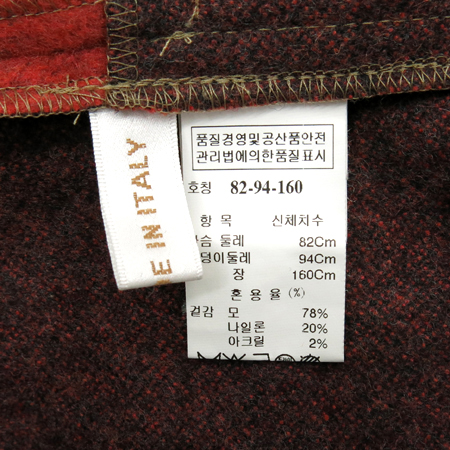 IN ITALY
품질경영및공산품안전
관리법에의한품질표시
호칭 82-94-160
항 목 신체치수
둘레 82Cm
94Cm
장 160Cm
혼 용 율 (%)
겉감 모 78%
나일론 20%
아크릴 2%